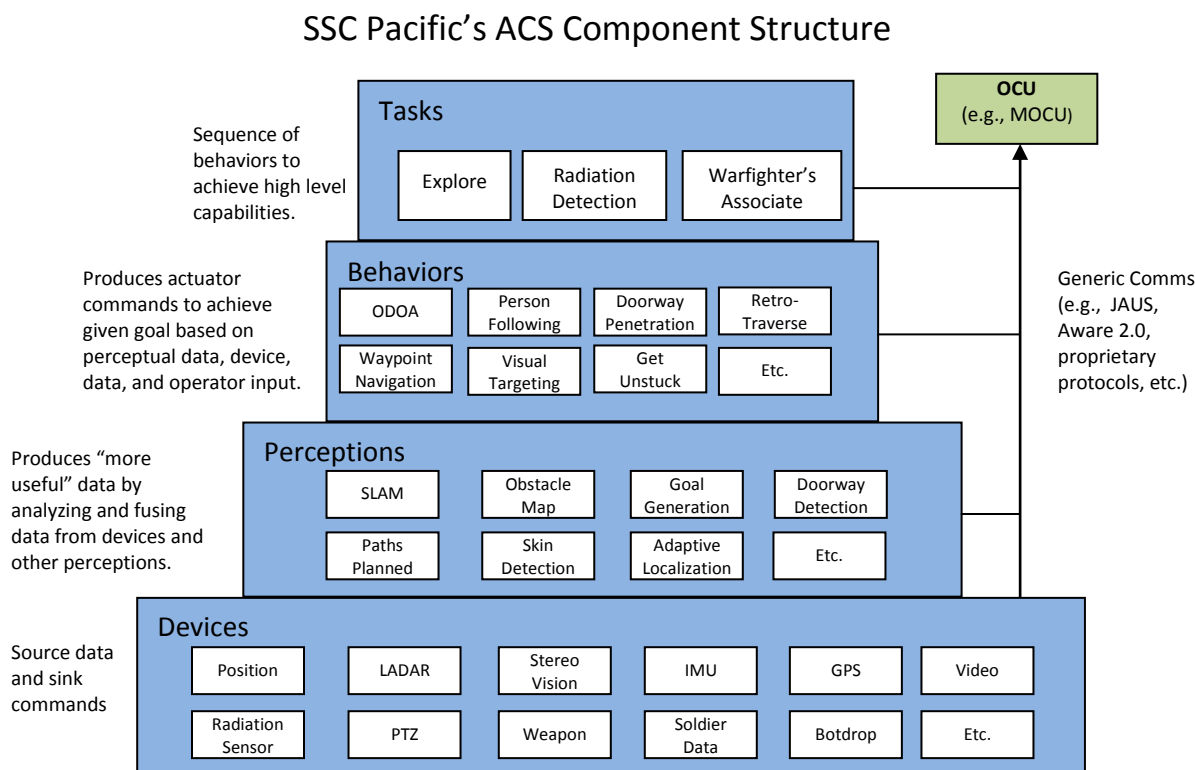 SSC Pacific’s ACS Component Structure
OCU
(e.g., MOCU)
Tasks
Sequence of
behaviors to
achieve high level
capabilities.
Explore
Radiation
Detection
Warfighter’s
Associate
Behaviors
Produces actuator
commands to achieve
given goal based on
perceptual data, device,
data, and operator input.
ODOA
Person
Following
Doorway
Penetration
Retro-
Traverse
Waypoint
Navigation
Visual
Targeting
Get
Unstuck
Etc.
Generic Comms
(e.g., JAUS,
Aware 2.0,
proprietary
protocols, etc.)
Perceptions
Produces “more
useful” data by
analyzing and fusing
data from devices and
other perceptions.
SLAM
Obstacle
Map
Goal
Generation
Doorway
Detection
Paths
Planned
Skin
Detection
Adaptive
Localization
Etc.
Devices
Source data
and sink
commands
Position
LADAR
Stereo
Vision
IMU
GPS
Video
Radiation
Sensor
PTZ
Weapon
Soldier
Data
Botdrop
Etc.